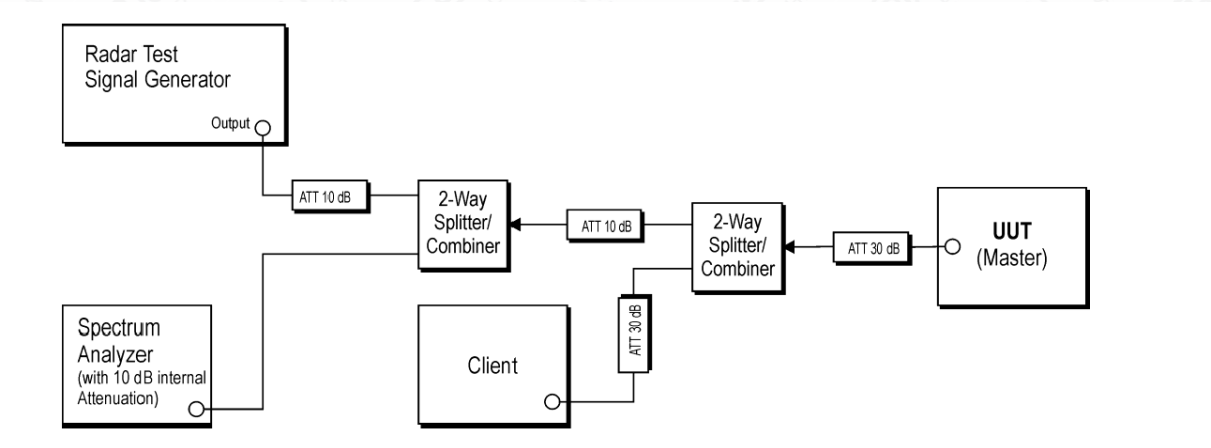 Radar Test
Signal Generator
Output
ATT 10 dB
2-Way
Splitter/
Combiner
ATT 10 dB
2-Way
Splitter/
Combiner
ATT 30 dB
UUT
(Master)
Spectrum
Analyzer
(with 10 dB internal
Attenuation)
Client
ATT 30 dB